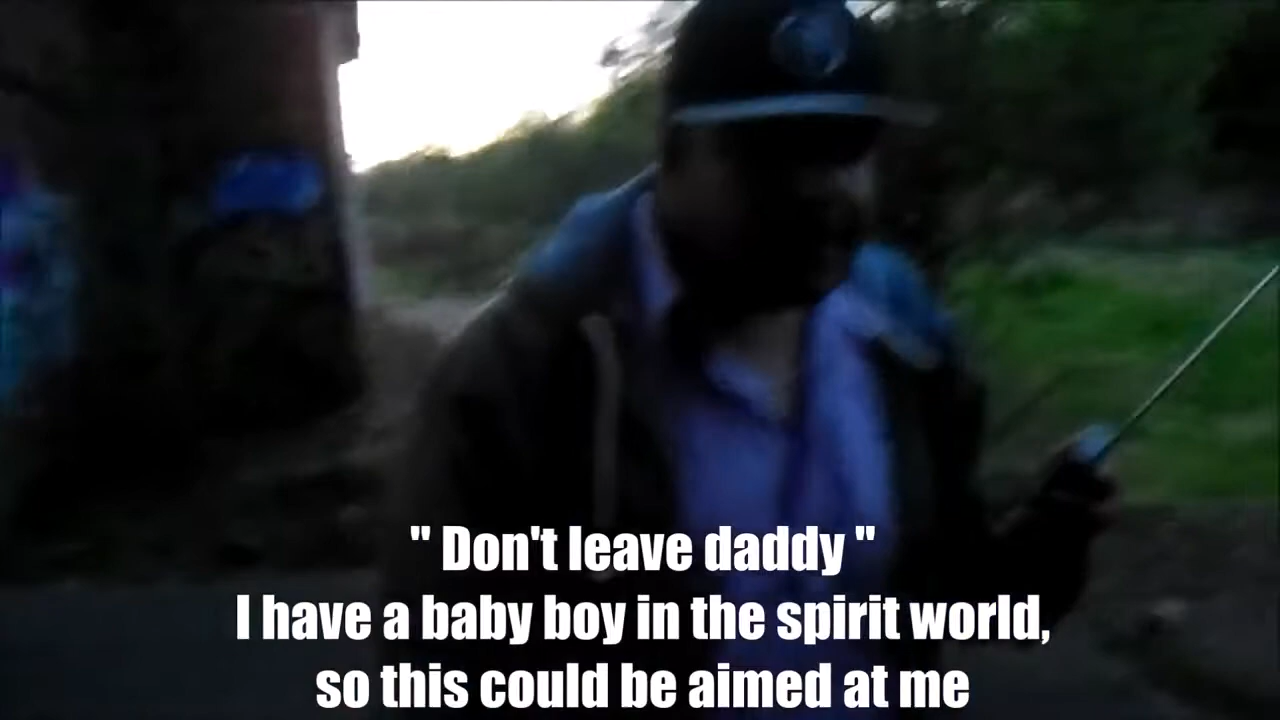 " Don't leave daddy "
I have a baby boy in the spirit world,
so this could be aimed at me